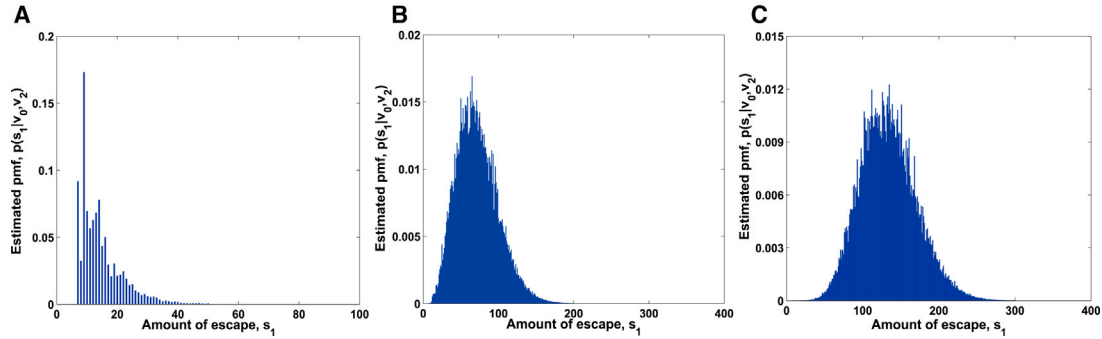 A
Estimated pmf, p(s₁|v₀,v₂)
0.2
0.15
0.1
0.05
0
0 20 40 60 80 100
Amount of escape, s₁
B
Estimated pmf, p(s₁|v₀,v₂)
0.02
0.015
0.01
0.005
0
0 100 200 300 400
Amount of escape, s₁
C
Estimated pmf, p(s₁|v₀,v₂)
0.015
0.012
0.009
0.006
0.003
0
0 100 200 300 400
Amount of escape, s₁